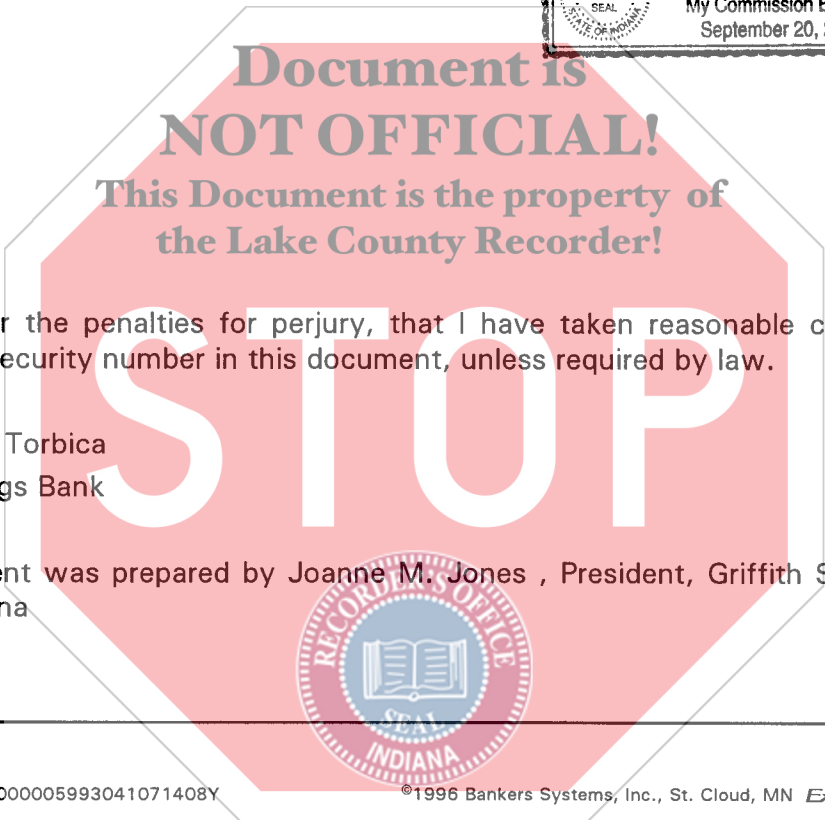 SEAL
STATE OF INDIANA
My Commission E
September 20,
Document is
NOT OFFICIAL!
This Document is the property of
the Lake County Recorder!
r the penalties for perjury, that I have taken reasonable c
ecurity number in this document, unless required by law.
STOP
Torbica
gs Bank
ent was prepared by Joanne M. Jones , President, Griffith S
na
RECORDER'S OFFICE
SEAL
INDIANA
000005993041071408Y
©1996 Bankers Systems, Inc., St. Cloud, MN Ex